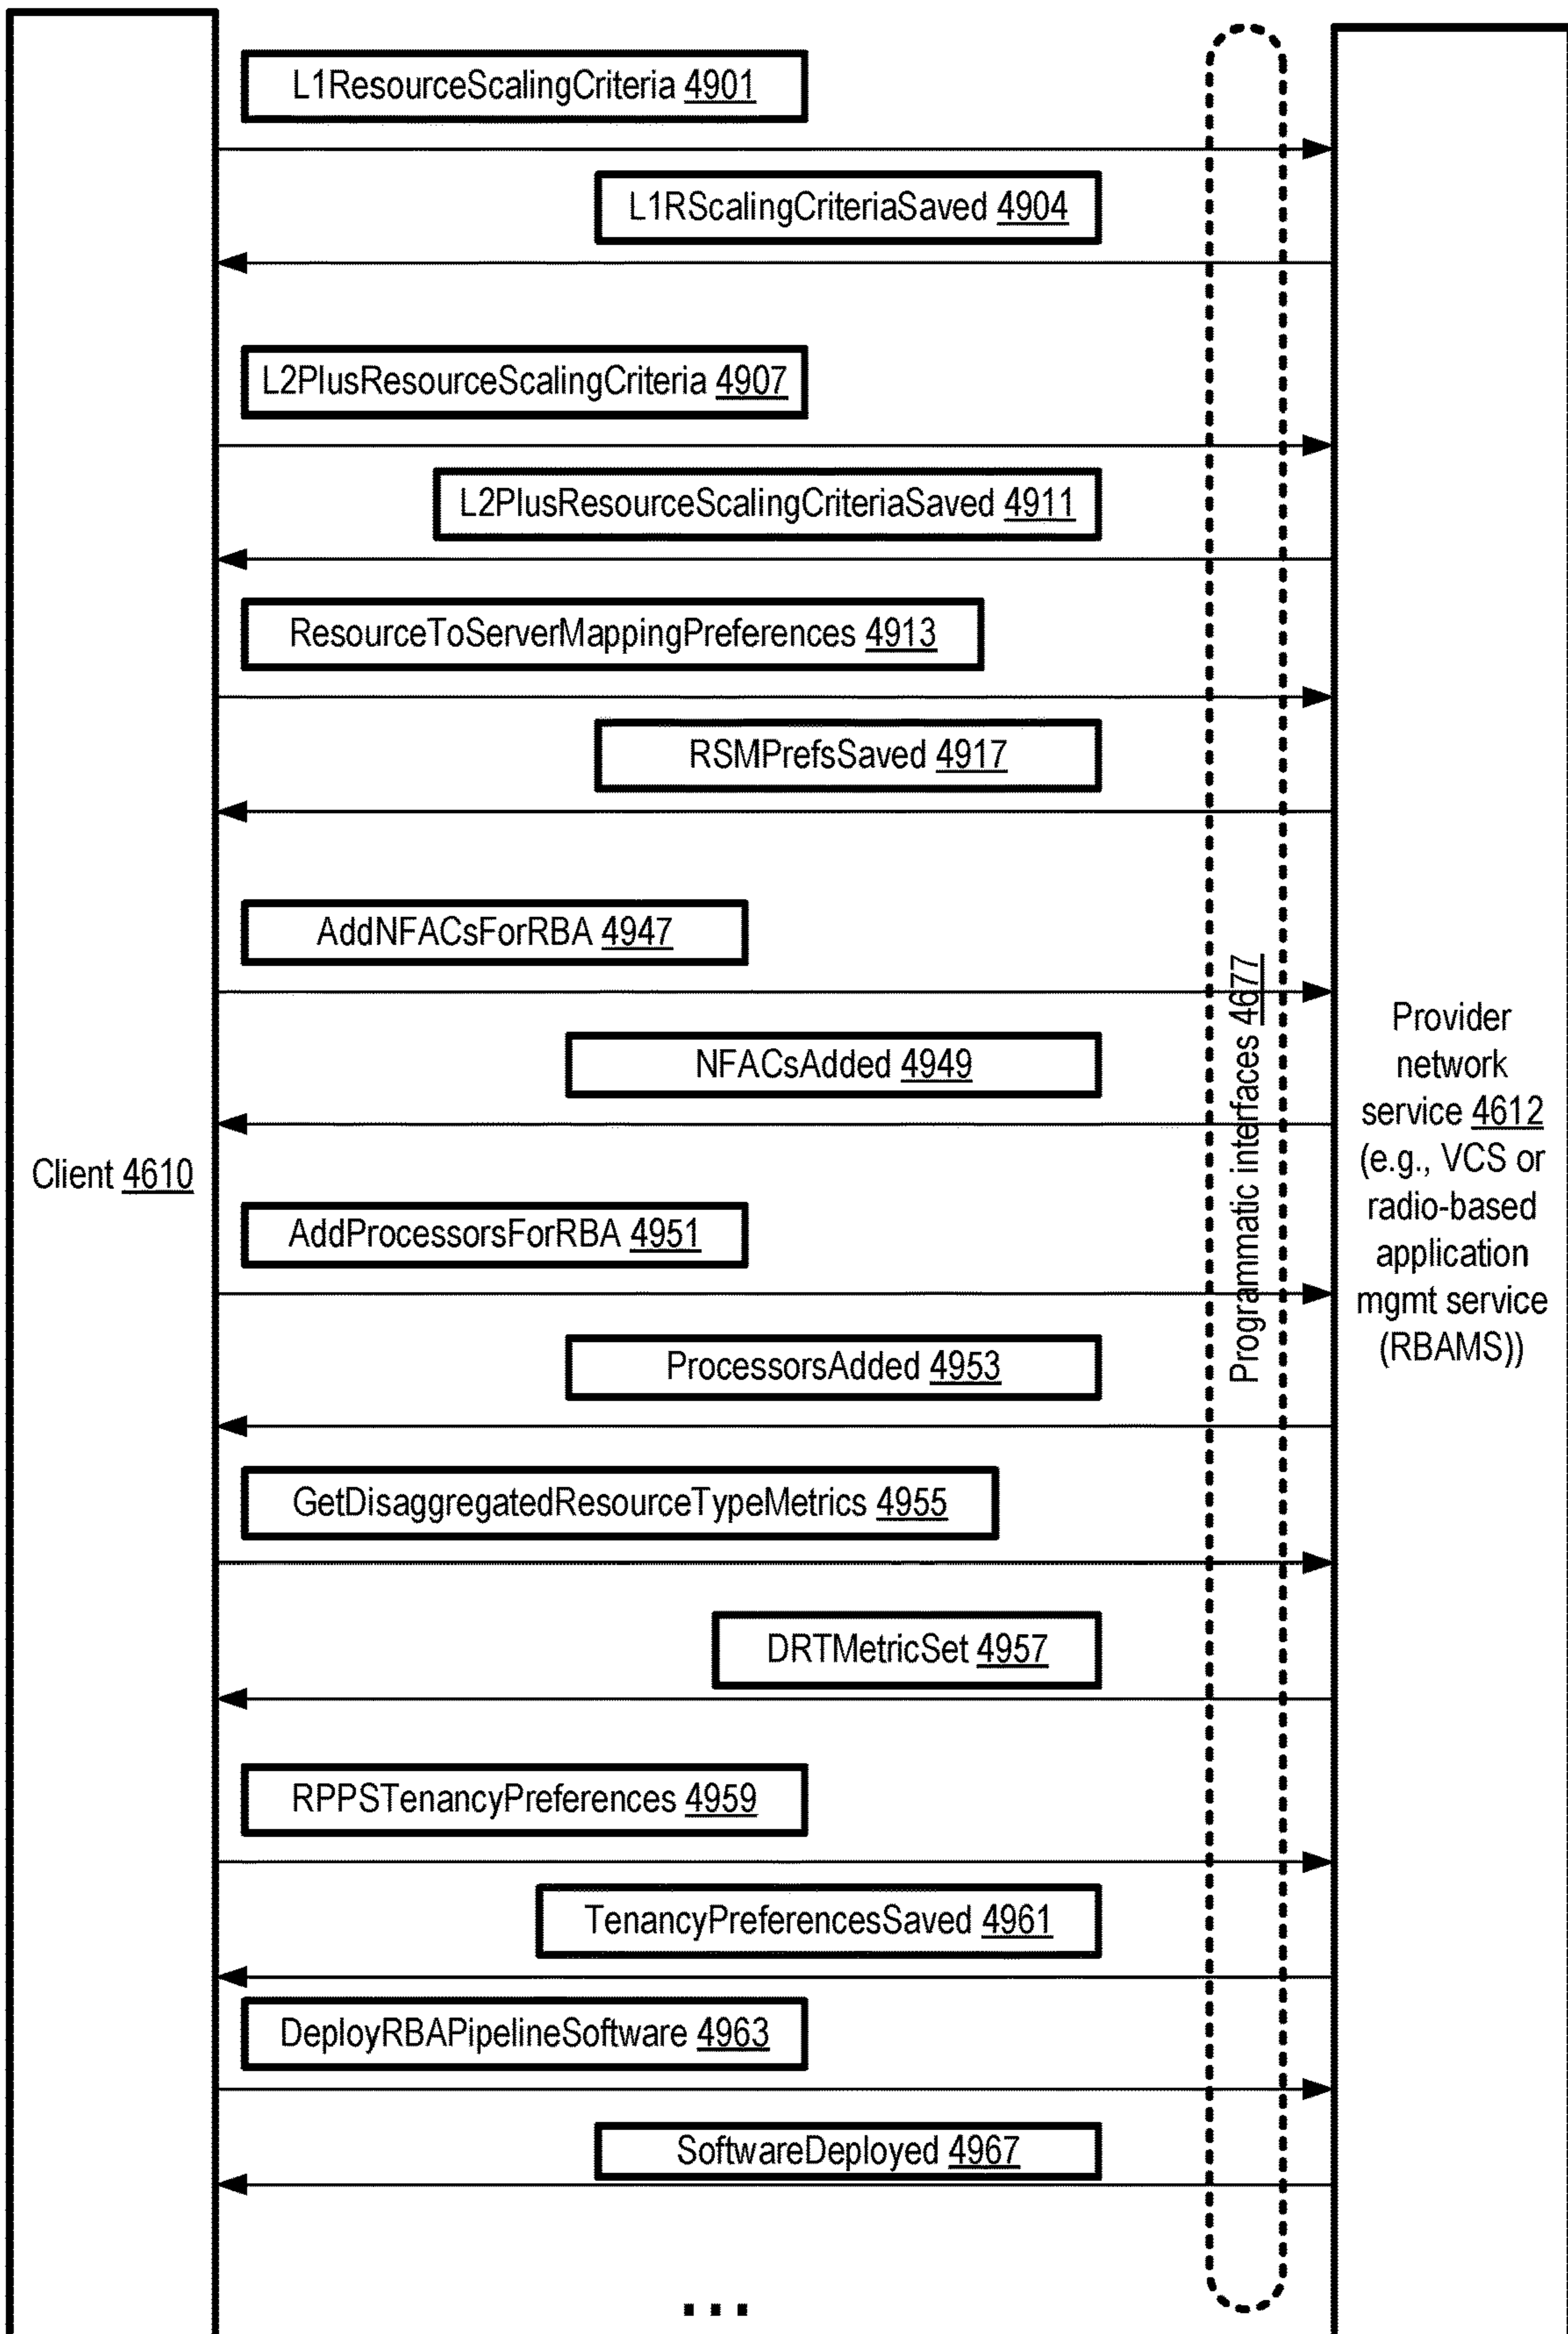 L1ResourceScalingCriteria 4901
L1RScalingCriteriaSaved 4904
L2PlusResourceScalingCriteria 4907
L2PlusResourceScalingCriteriaSaved 4911
ResourceToServerMappingPreferences 4913
RSMPrefsSaved 4917
AddNFACsForRBA 4947
NFACsAdded 4949
Client 4610
AddProcessorsForRBA 4951
ProcessorsAdded 4953
GetDisaggregatedResourceTypeMetrics 4955
DRTMetricSet 4957
RPPSTenancyPreferences 4959
TenancyPreferencesSaved 4961
DeployRBAPipelineSoftware 4963
SoftwareDeployed 4967
...
Programmatic interfaces 4677
Provider
network
service 4612
(e.g., VCS or
radio-based
application
mgmt service
(RBAMS))